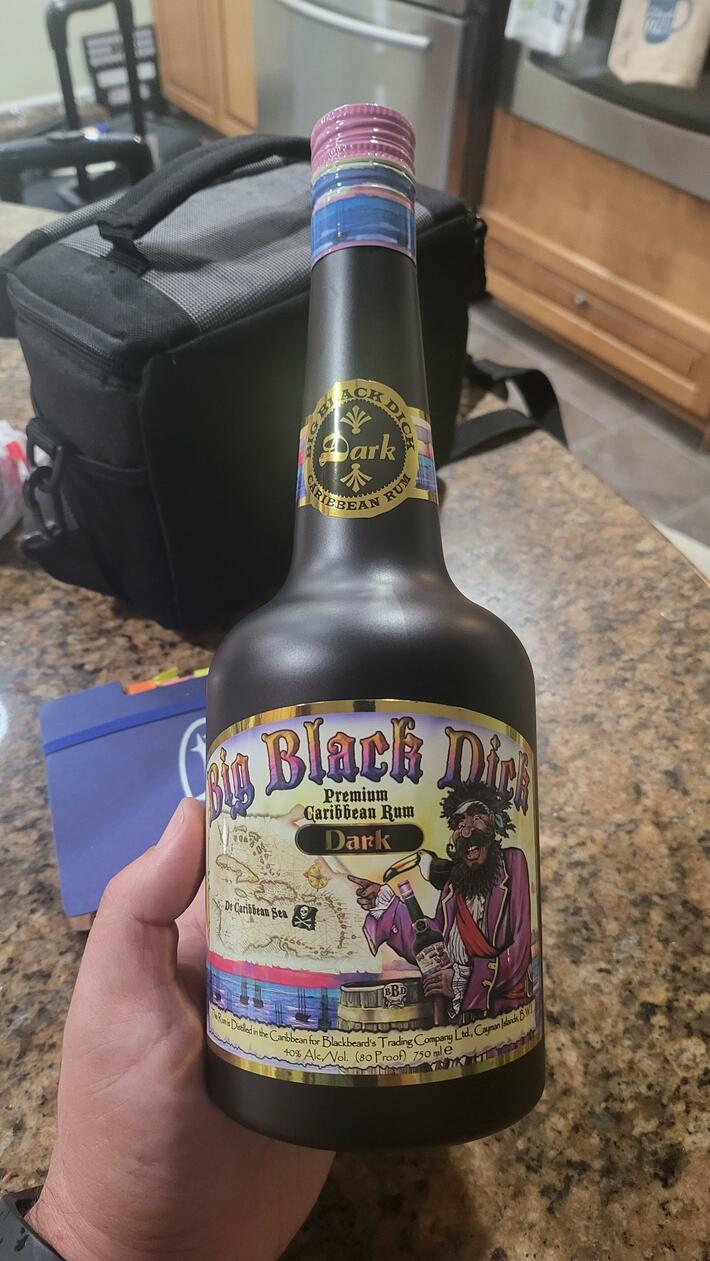 BIG BLACK DICK
Dark
CARIBBEAN RUM
Big Black Dick
Premium
Caribbean Rum
Dark
De Caribbean Sea
BBD
This Rum is Distilled in the Caribbean for Blackbeard's Trading Company Ltd., Cayman Islands, B.W.I.
40% Alc./Vol. (80 Proof) 750 ml e